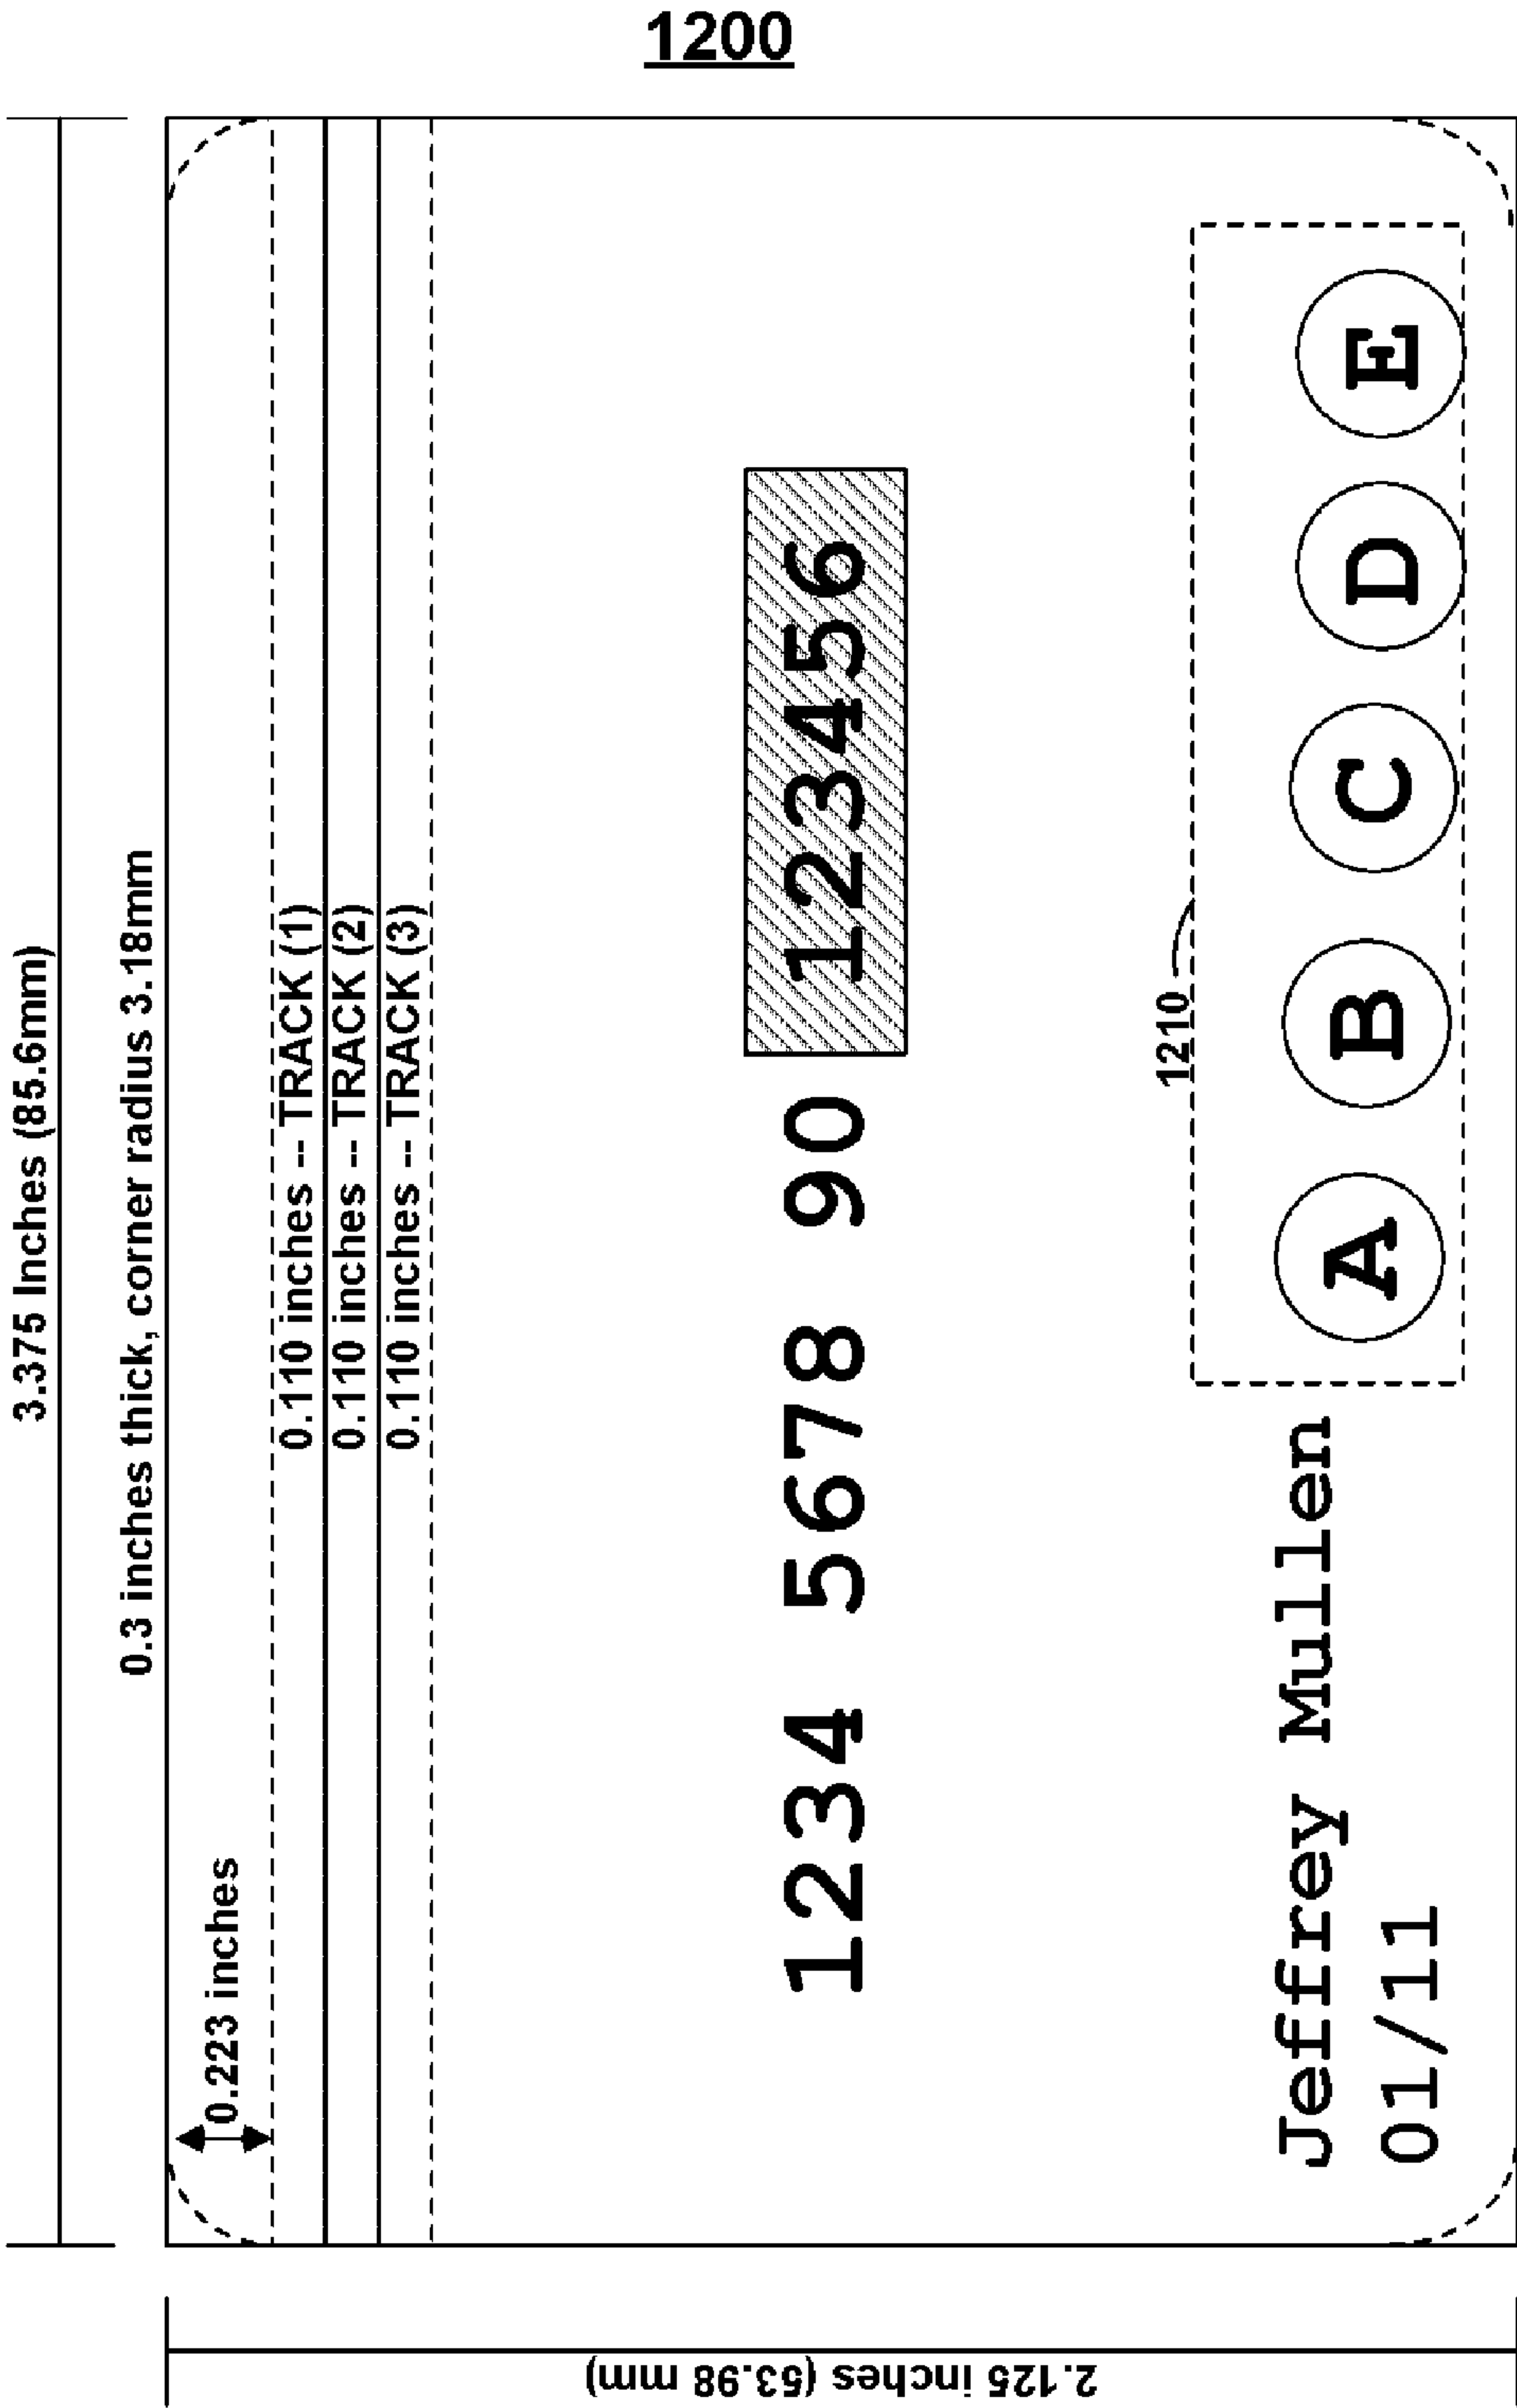 1200
3.375 Inches (85.6mm)
0.3 inches thick, corner radius 3.18mm
0.223 inches
0.110 inches -- TRACK (1)
0.110 inches -- TRACK (2)
0.110 inches -- TRACK (3)
1234 5678 90 123456
1210
Jeffrey Mullen
01/11
A B C D E
2.125 inches (53.98 mm)